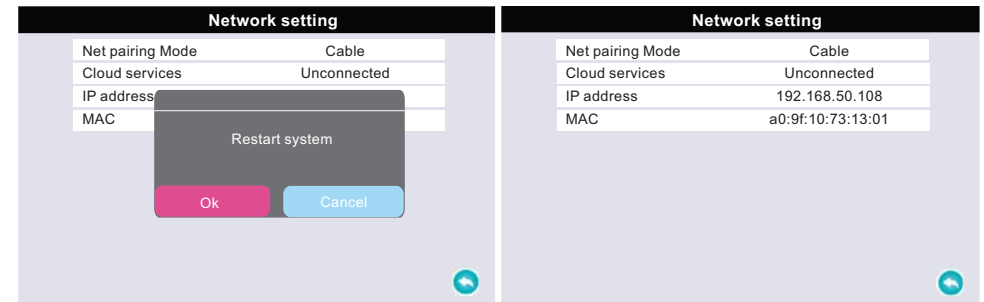 Network setting
Net pairing Mode Cable
Cloud services Unconnected
IP address
MAC
Restart system
Ok Cancel
Network setting
Net pairing Mode Cable
Cloud services Unconnected
IP address 192.168.50.108
MAC a0:9f:10:73:13:01